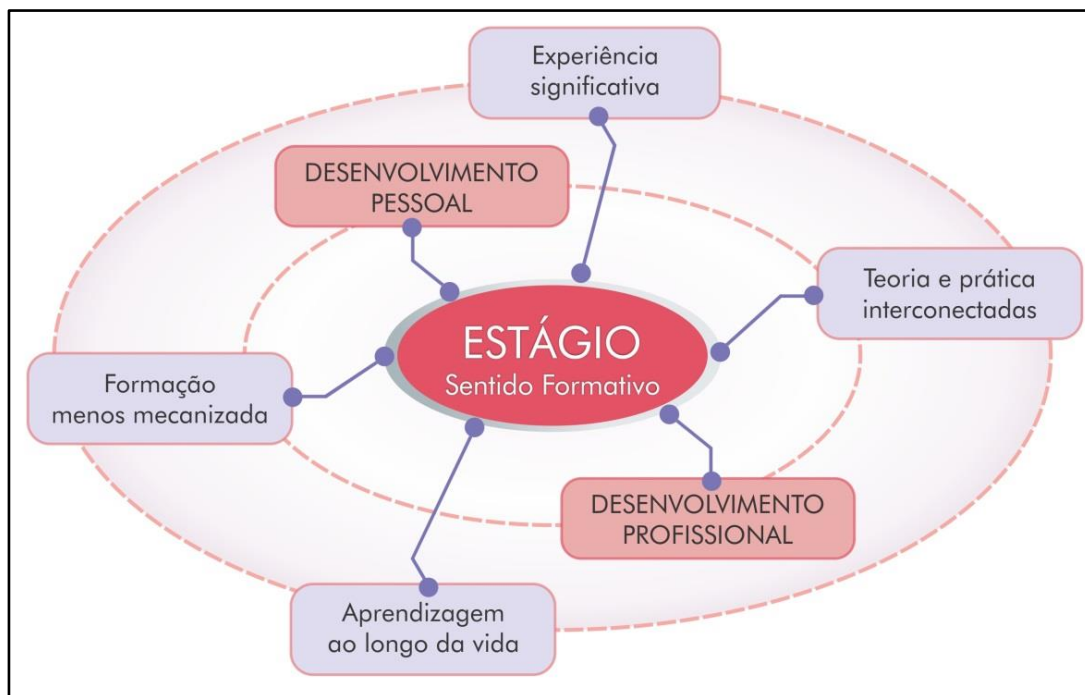 Experiência
significativa
DESENVOLVIMENTO
PESSOAL
Teoria e prática
interconectadas
ESTÁGIO
Sentido Formativo
Formação
menos mecanizada
DESENVOLVIMENTO
PROFISSIONAL
Aprendizagem
ao longo da vida